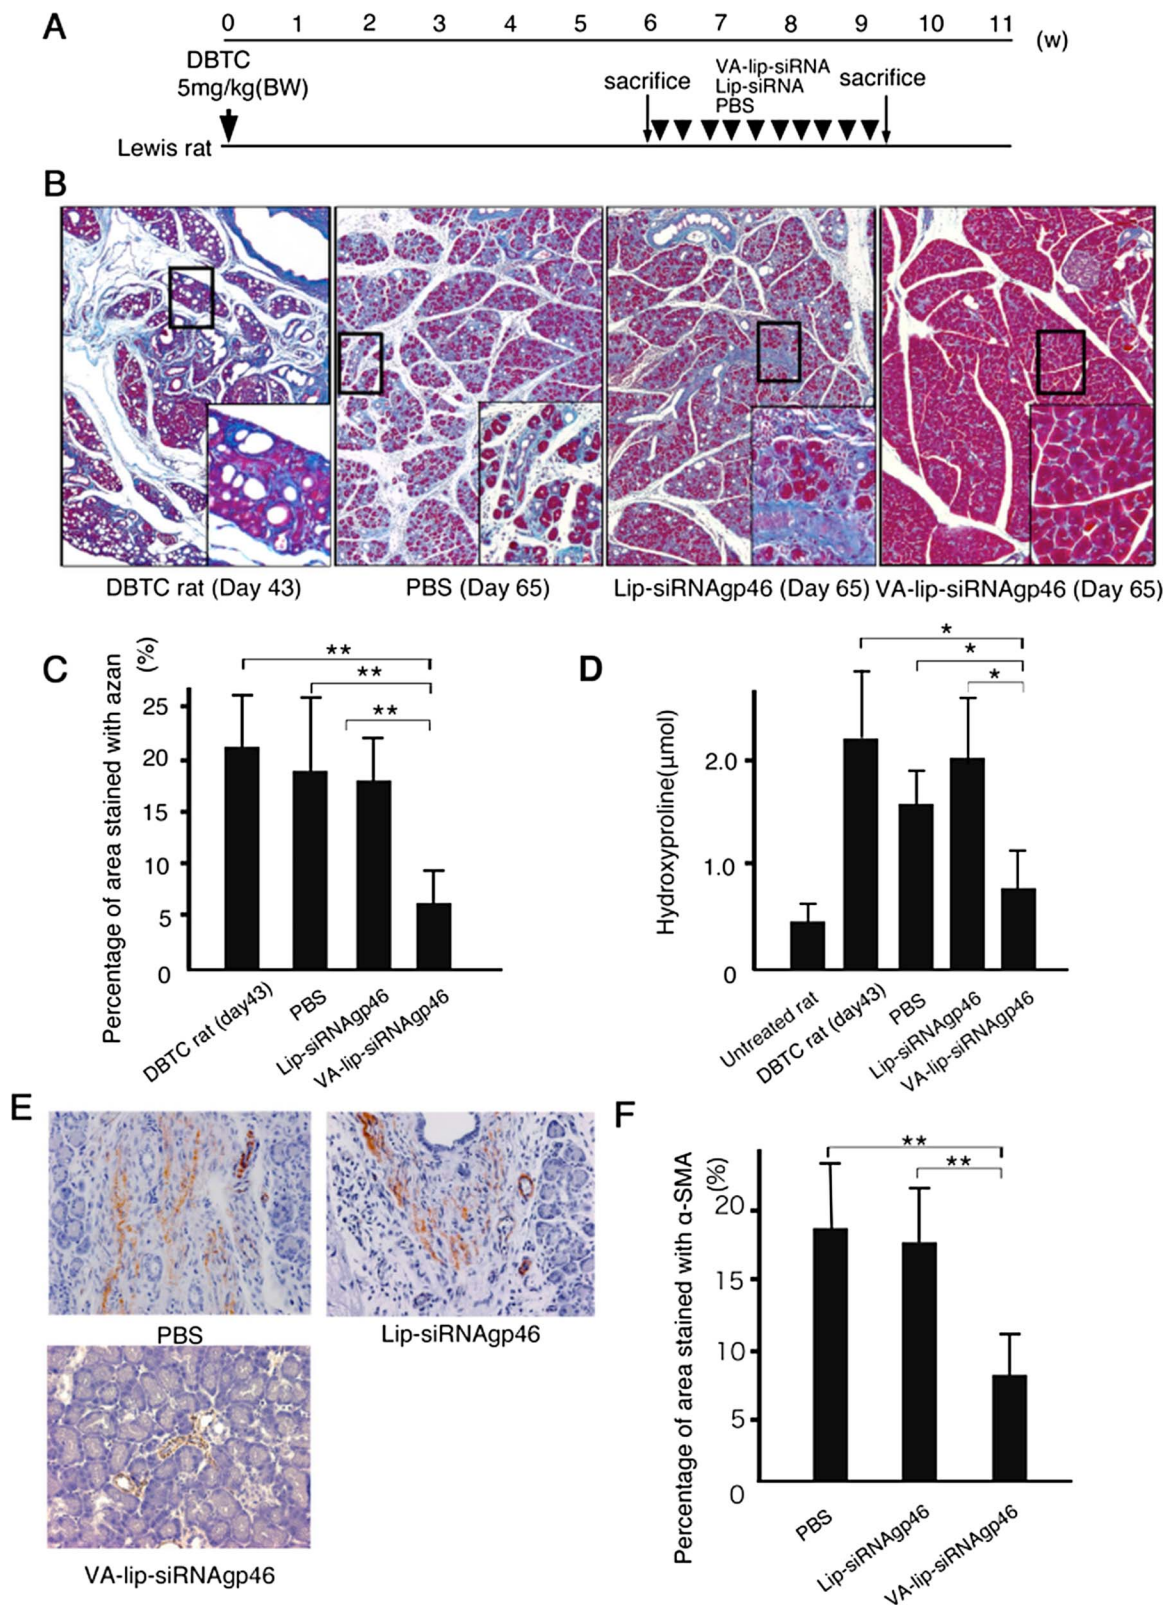 A
0 1 2 3 4 5 6 7 8 9 10 11 (w)
DBTC
5mg/kg(BW)
sacrifice
VA-lip-siRNA
Lip-siRNA
PBS
sacrifice
Lewis rat
B
DBTC rat (Day 43)
PBS (Day 65)
Lip-siRNAgp46 (Day 65)
VA-lip-siRNAgp46 (Day 65)
C
Percentage of area stained with azan
(%)
25
20
15
10
5
0
**
**
**
DBTC rat (day43)
PBS
Lip-siRNAgp46
VA-lip-siRNAgp46
D
Hydroxyproline(μmol)
2.0
1.0
0
*
*
*
Untreated rat
DBTC rat (day43)
PBS
Lip-siRNAgp46
VA-lip-siRNAgp46
E
PBS
Lip-siRNAgp46
VA-lip-siRNAgp46
F
Percentage of area stained with α-SMA
(%)
20
15
10
5
0
**
**
PBS
Lip-siRNAgp46
VA-lip-siRNAgp46